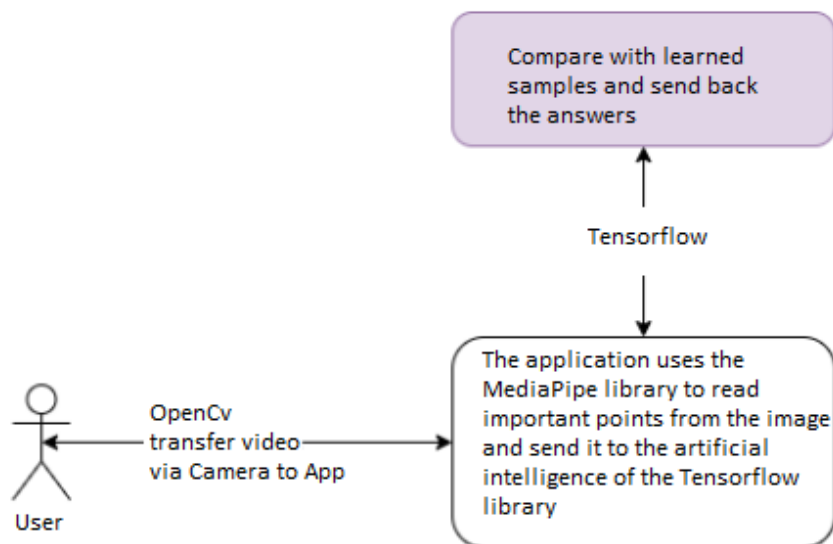 Compare with learned
samples and send back
the answers
Tensorflow
The application uses the
MediaPipe library to read
important points from the image
and send it to the artificial
intelligence of the Tensorflow
library
OpenCv
transfer video
via Camera to App
User